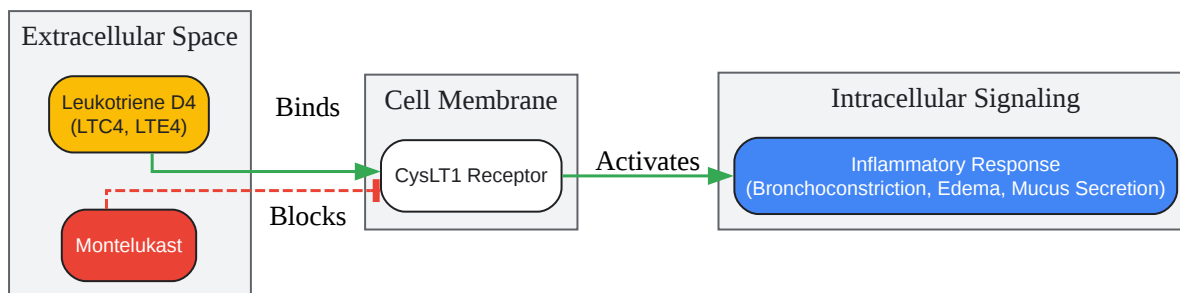 Extracellular Space
Leukotriene D4
(LTC4, LTE4)
Montelukast
Binds
Blocks
Cell Membrane
CysLT1 Receptor
Activates
Intracellular Signaling
Inflammatory Response
(Bronchoconstriction, Edema, Mucus Secretion)